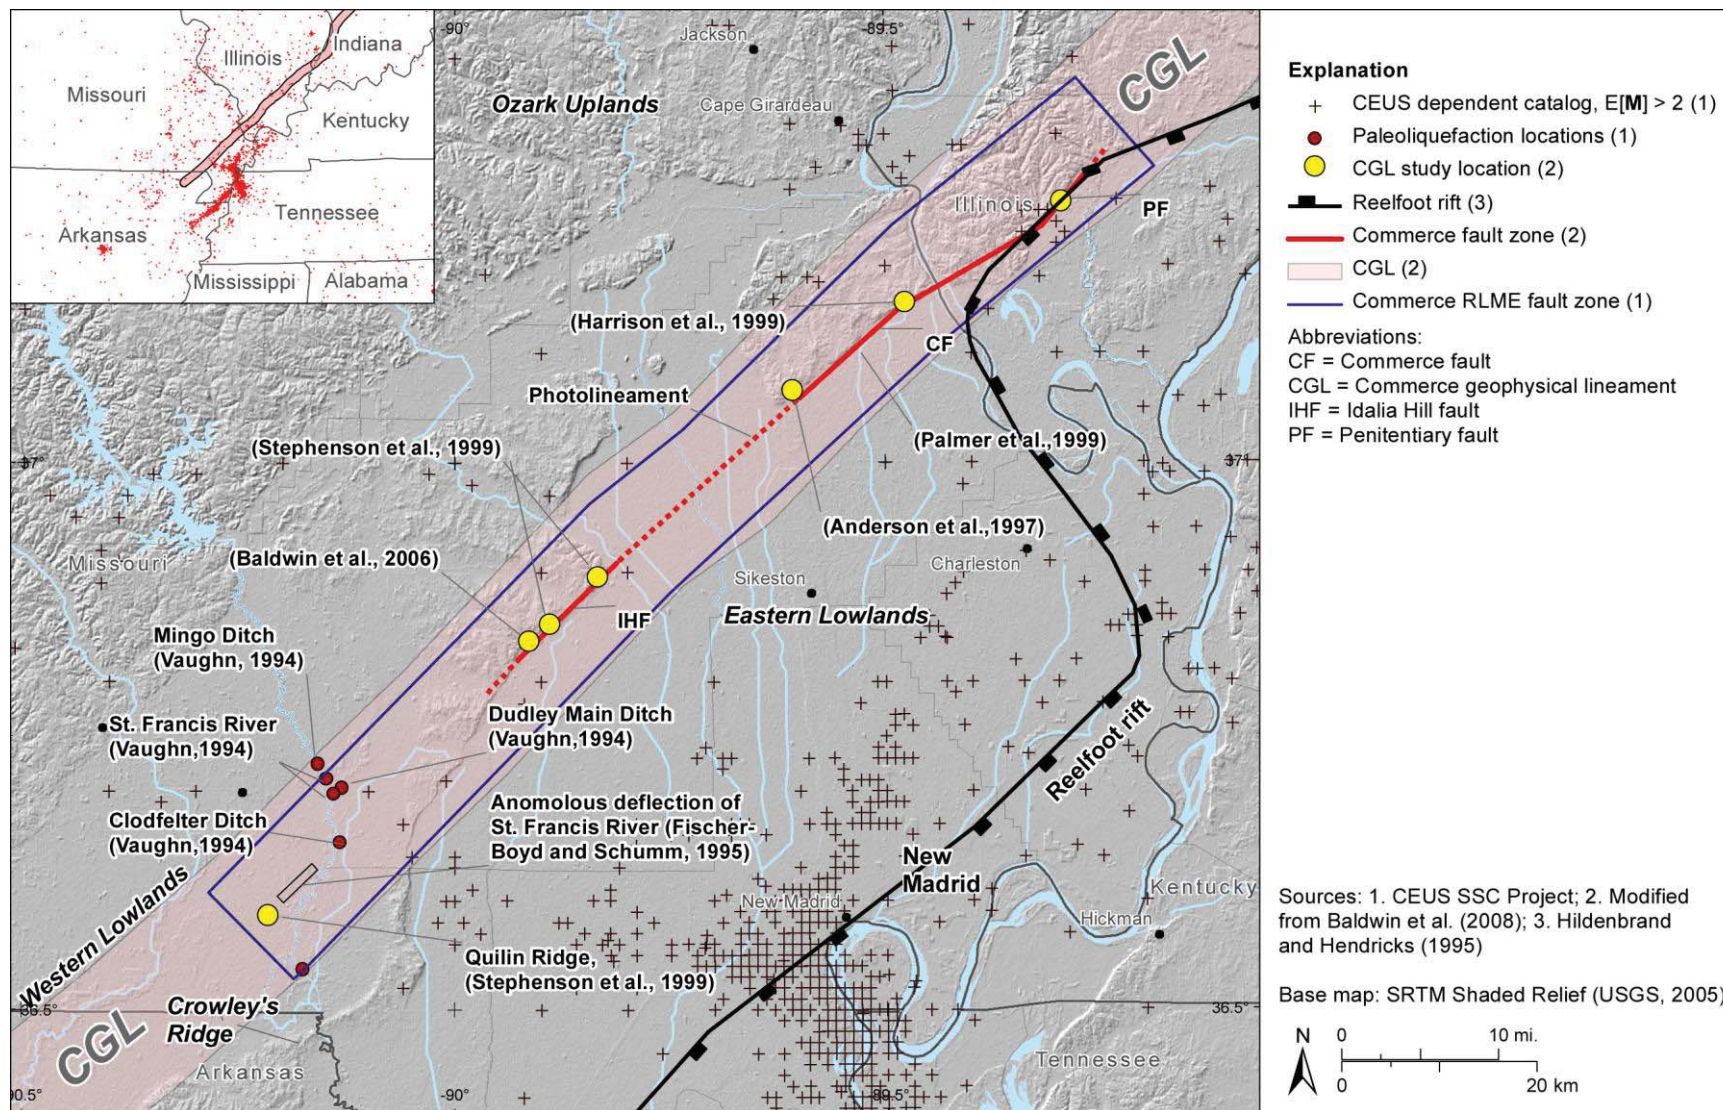 Indiana
Illinois
Missouri
Kentucky
Tennessee
Arkansas
Mississippi
Alabama
-90°
-89.5°
Jackson
CGL
Ozark Uplands
Cape Girardeau
Illinois
PF
(Harrison et al., 1999)
CF
Photolineament
(Stephenson et al., 1999)
(Palmer et al.,1999)
37°
37°
(Anderson et al.,1997)
(Baldwin et al., 2006)
Missouri
Charleston
Sikeston
Eastern Lowlands
IHF
Mingo Ditch
(Vaughn, 1994)
St. Francis River
(Vaughn,1994)
Dudley Main Ditch
(Vaughn,1994)
Reelfoot rift
Clodfelter Ditch
(Vaughn,1994)
Anomolous deflection of
St. Francis River (Fischer-
Boyd and Schumm, 1995)
New
Madrid
Kentucky
New Madrid
Hickman
Western Lowlands
Quilin Ridge,
(Stephenson et al., 1999)
Crowley's
Ridge
36.5°
36.5°
CGL
Arkansas
Tennessee
90.5°
-90°
-89.5°
Explanation
CEUS dependent catalog, E[M] > 2 (1)
Paleoliquefaction locations (1)
CGL study location (2)
Reelfoot rift (3)
Commerce fault zone (2)
CGL (2)
Commerce RLME fault zone (1)
Abbreviations:
CF = Commerce fault
CGL = Commerce geophysical lineament
IHF = Idalia Hill fault
PF = Penitentiary fault
Sources: 1. CEUS SSC Project; 2. Modified
from Baldwin et al. (2008); 3. Hildenbrand
and Hendricks (1995)
Base map: SRTM Shaded Relief (USGS, 2005)
N
0 10 mi.
0 20 km